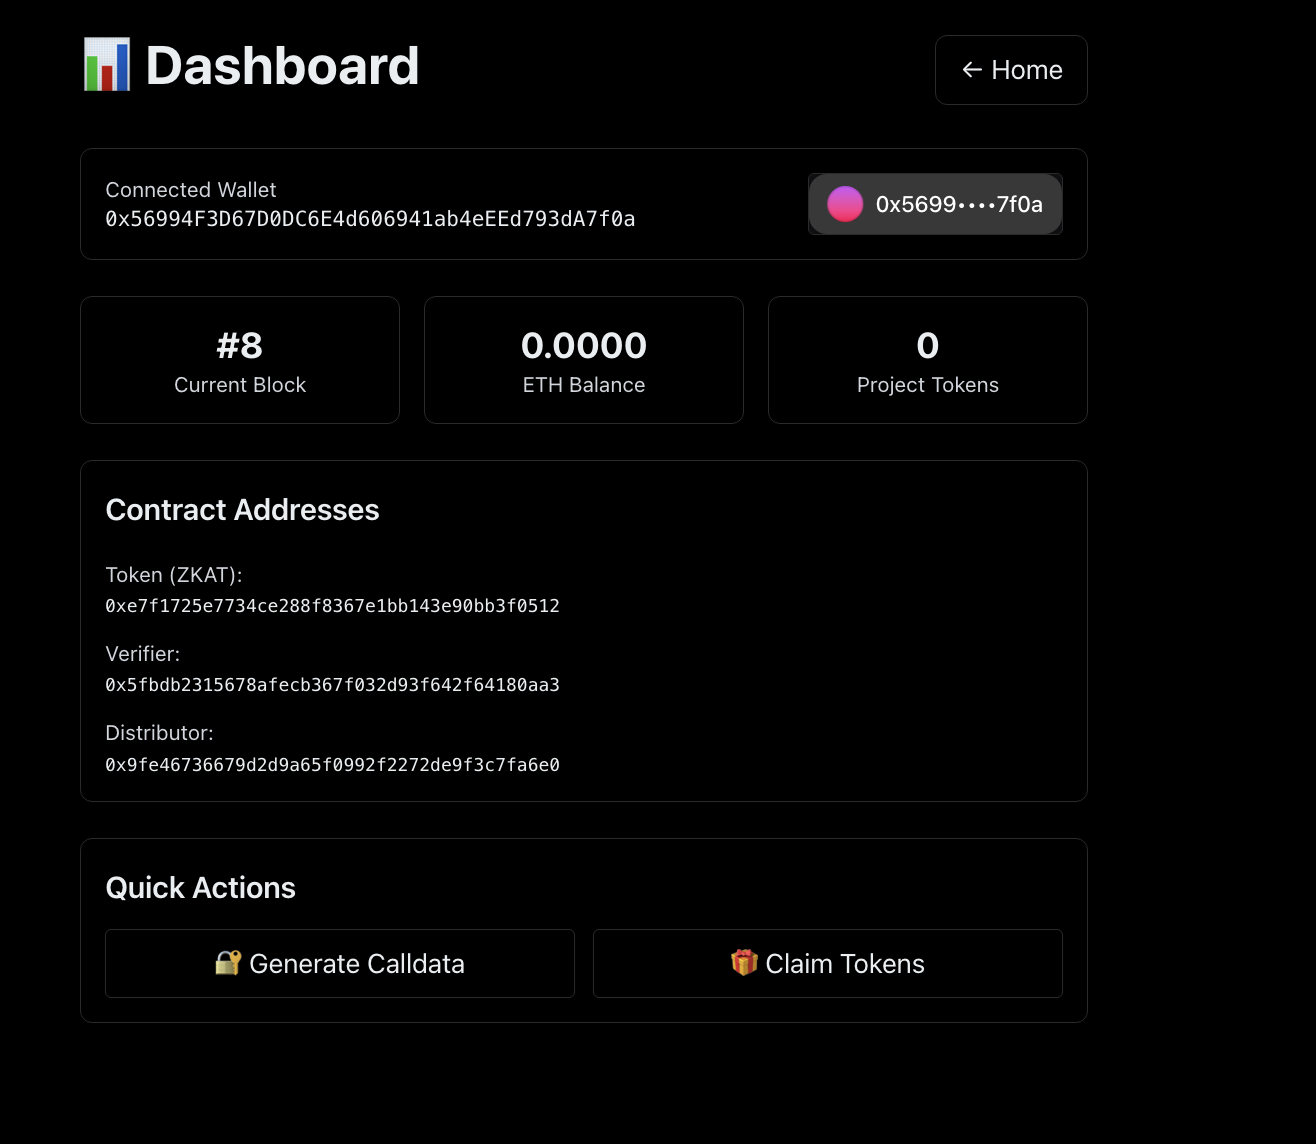 Dashboard
← Home
Connected Wallet
0x56994F3D67D0DC6E4d606941ab4eEEd793dA7f0a
0x5699••••7f0a
#8
Current Block
0.0000
ETH Balance
0
Project Tokens
Contract Addresses
Token (ZKAT):
0xe7f1725e7734ce288f8367e1bb143e90bb3f0512
Verifier:
0x5fbdb2315678afecb367f032d93f642f64180aa3
Distributor:
0x9fe46736679d2d9a65f0992f2272de9f3c7fa6e0
Quick Actions
Generate Calldata
Claim Tokens